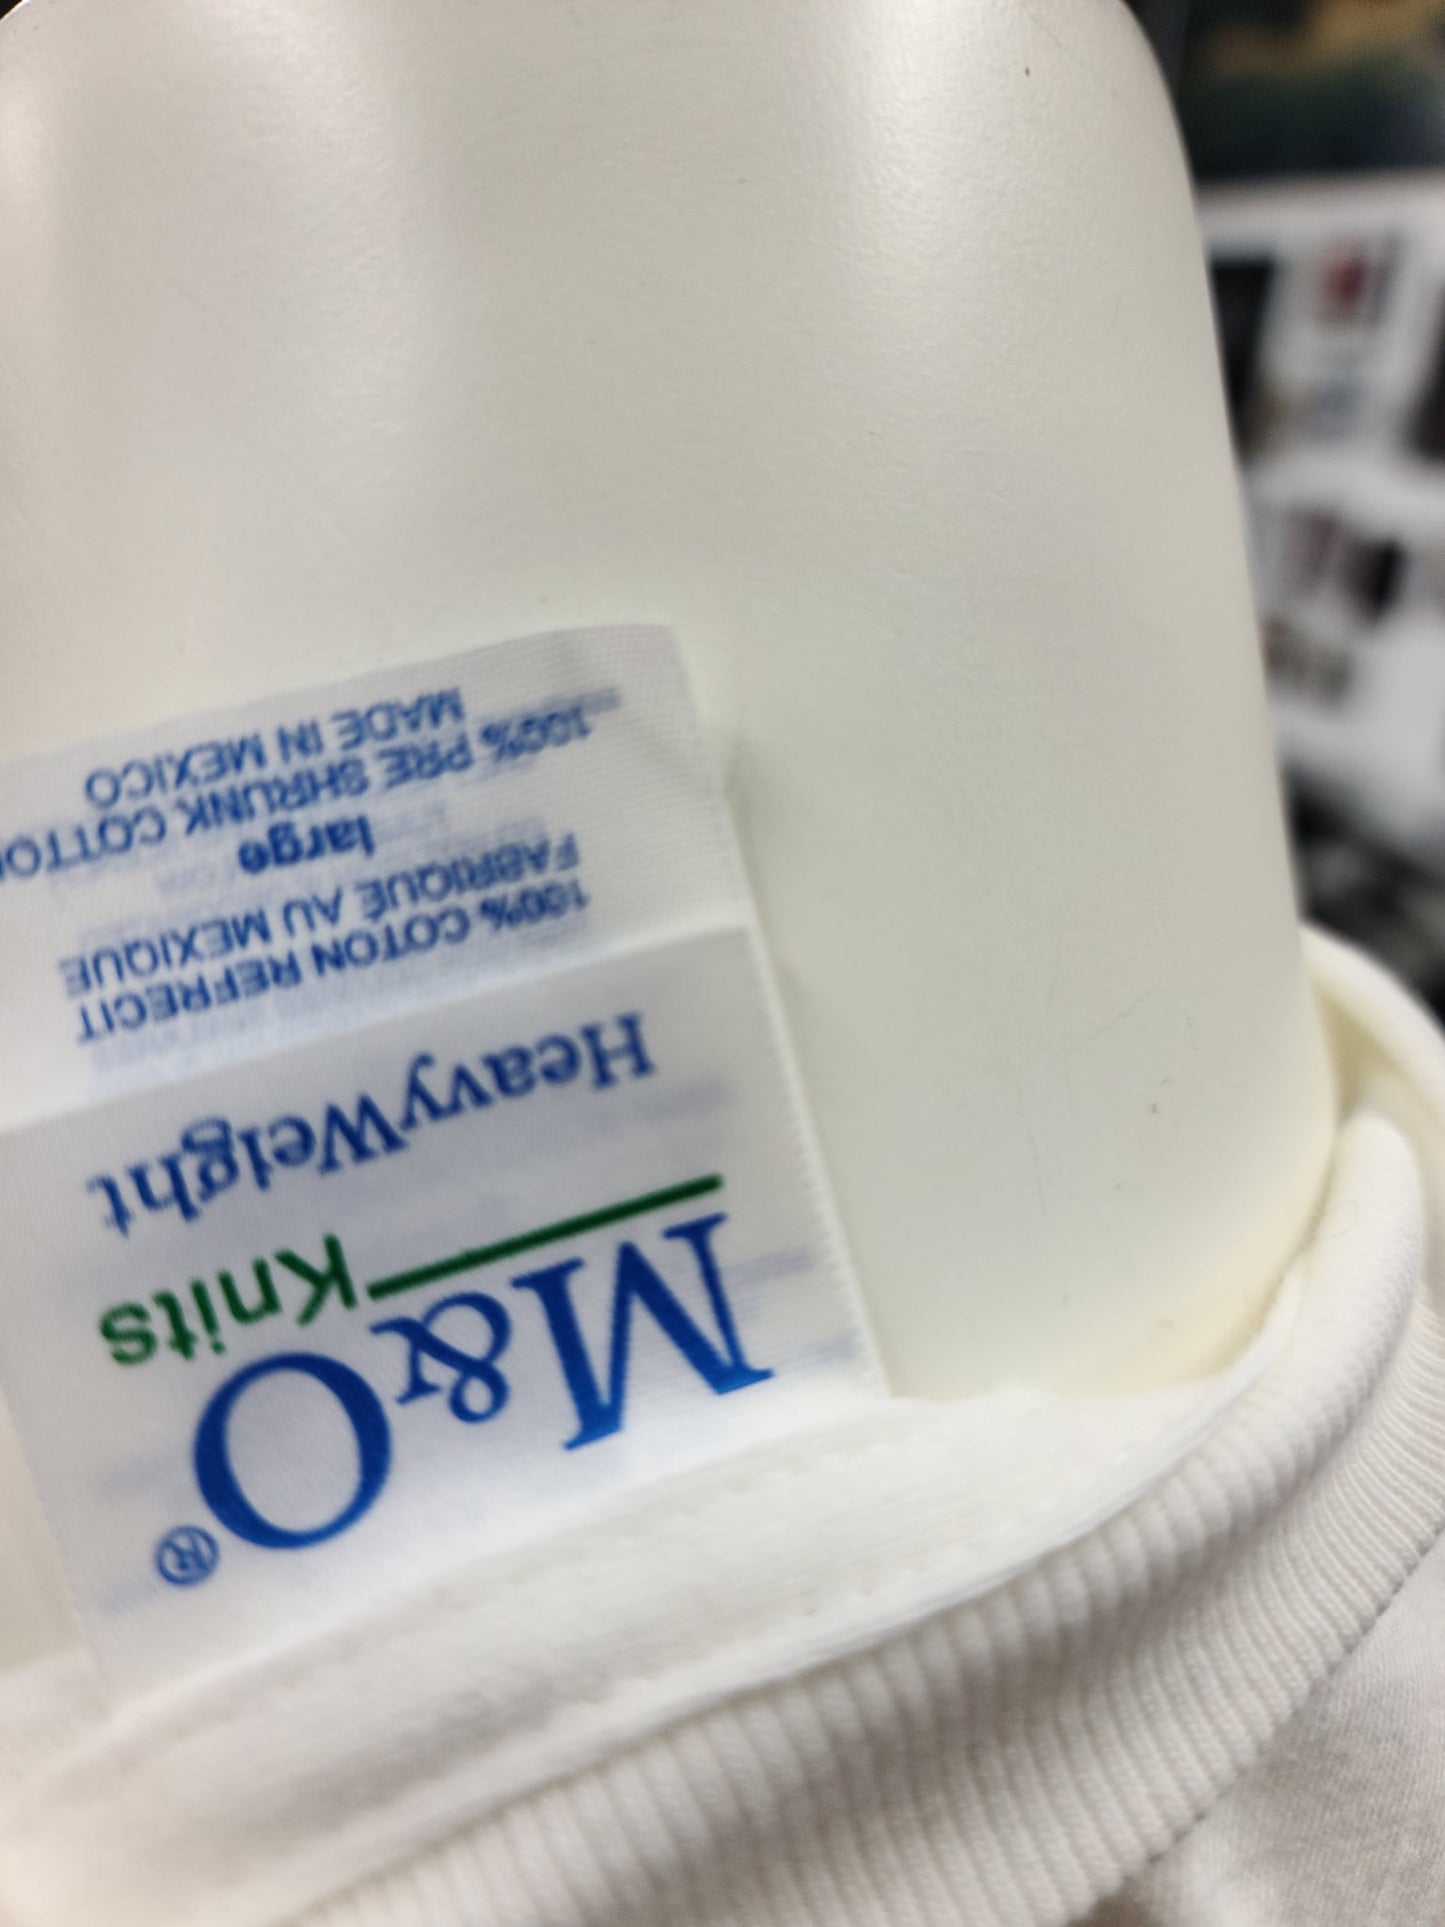 M&O®
Knits
HeavyWeight
100% COTON REFRECIT
FABRIQUÉ AU MEXIQUE
large
100% PRE SHRUNK COTTON
MADE IN MEXICO